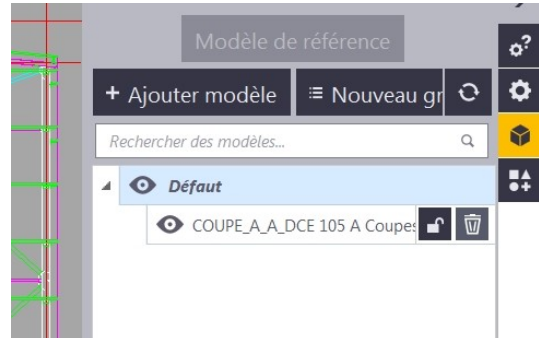 Modèle de référence
+ Ajouter modèle Nouveau gr
Rechercher des modèles...
Défaut
COUPE_A_A_DCE 105 A Coupes